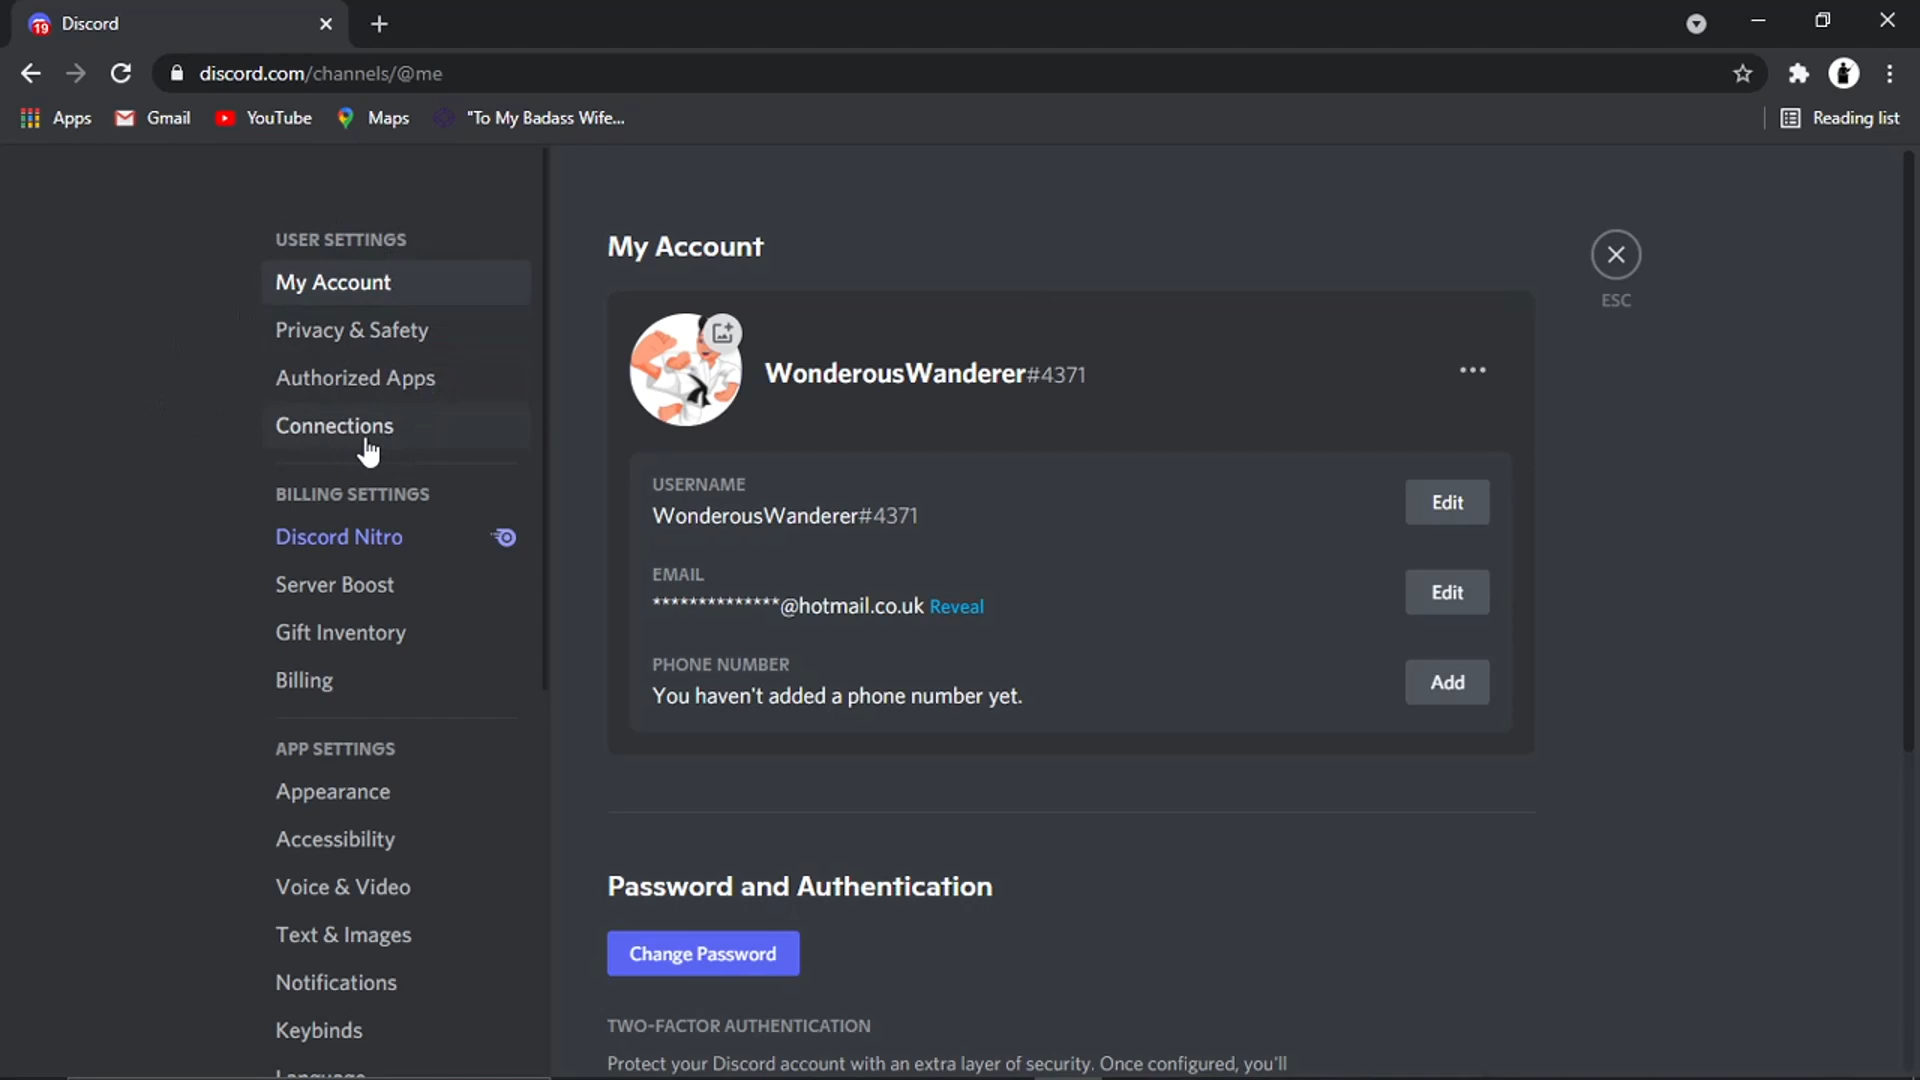 19 Discord
discord.com/channels/@me
Apps Gmail YouTube Maps "To My Badass Wife... Reading list
USER SETTINGS
My Account
Privacy & Safety
Authorized Apps
Connections
BILLING SETTINGS
Discord Nitro
Server Boost
Gift Inventory
Billing
APP SETTINGS
Appearance
Accessibility
Voice & Video
Text & Images
Notifications
Keybinds
My Account
ESC
WonderousWanderer#4371
USERNAME
WonderousWanderer#4371
Edit
EMAIL
**************@hotmail.co.uk Reveal
Edit
PHONE NUMBER
You haven't added a phone number yet.
Add
Password and Authentication
Change Password
TWO-FACTOR AUTHENTICATION
Protect your Discord account with an extra layer of security. Once configured, you'll